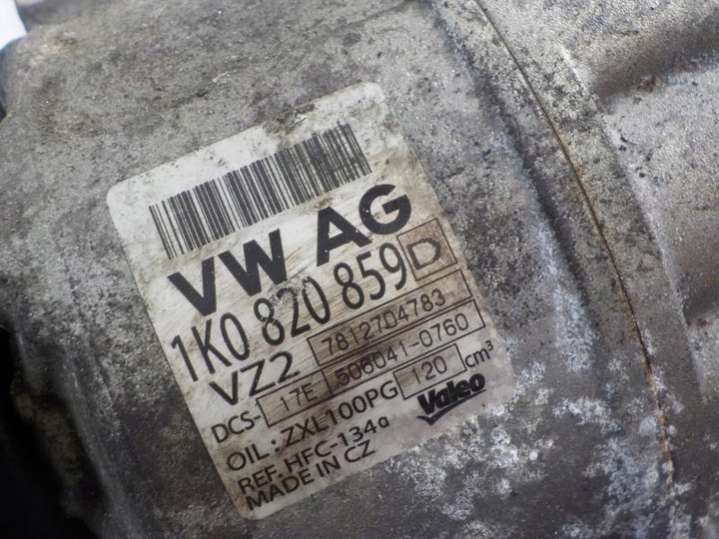 VW AG
1K0 820 859 D
VZ2 7812704783
DCS-17E 506041-0760
OIL : ZXL100PG 120 cm³
REF. HFC-134a Valeo
MADE IN CZ